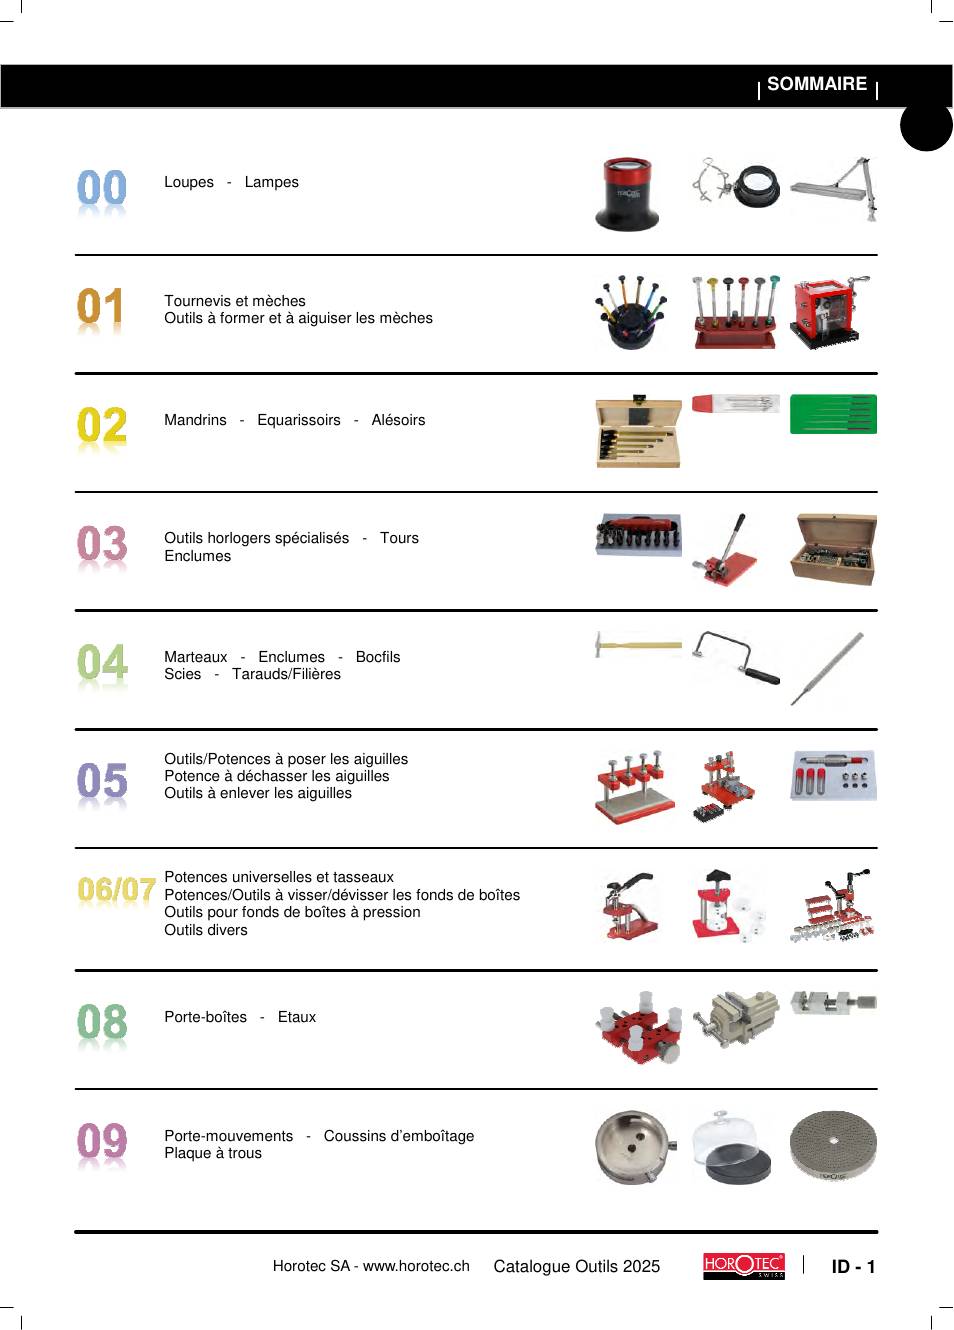 SOMMAIRE
00
Loupes - Lampes
01
Tournevis et mèches
Outils à former et à aiguiser les mèches
02
Mandrins - Equarissoirs - Alésoirs
03
Outils horlogers spécialisés - Tours
Enclumes
04
Marteaux - Enclumes - Bocfils
Scies - Tarauds/Filières
05
Outils/Potences à poser les aiguilles
Potence à déchasser les aiguilles
Outils à enlever les aiguilles
06/07
Potences universelles et tasseaux
Potences/Outils à visser/dévisser les fonds de boîtes
Outils pour fonds de boîtes à pression
Outils divers
08
Porte-boîtes - Etaux
09
Porte-mouvements - Coussins d'emboîtage
Plaque à trous
Horotec SA - www.horotec.ch Catalogue Outils 2025 HOROTEC SWISS ID - 1